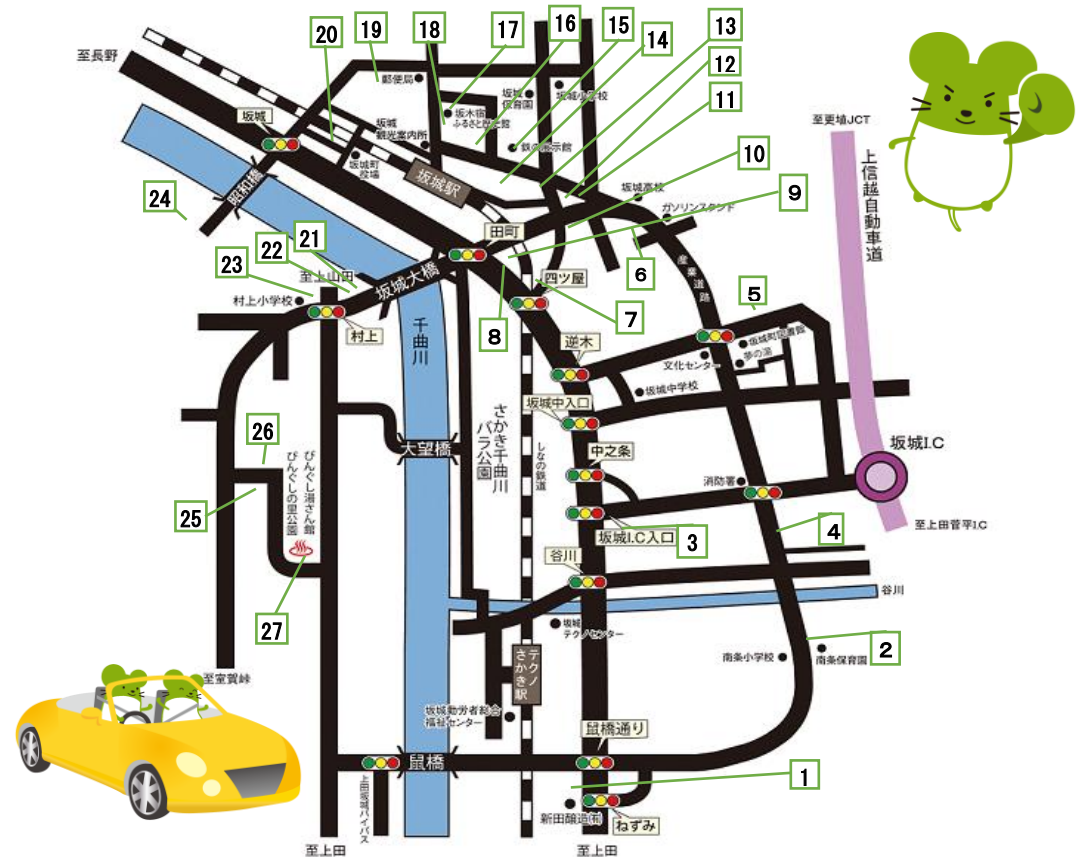 20
19
18
17
16
15
14
13
12
11
10
9
至長野
坂城
郵便局
坂城
保育園
坂城小学校
坂木宿
ふるさと歴史館
坂城
観光案内所
坂城町
役場
鉄の展示館
坂城駅
坂城高校
ガソリンスタンド
至更埴JCT
上信越自動車道
24
昭和橋
田町
6
産業道路
21
22
23
至上山田
坂城大橋
村上小学校
村上
四ツ屋
7
8
5
千曲川
逆木
坂城町図書館
夢の湯
文化センター
坂城中学校
坂城中入口
さかき千曲川
バラ公園
しなの鉄道
大望橋
26
25
びんぐし湯さん館
びんぐしの里公園
27
中之条
消防署
坂城I.C
坂城I.C入口
3
4
至上田菅平I.C
谷川
谷川
坂城
テクノセンター
2
南条小学校
南条保育園
至室賀峠
テクノ
さかき駅
坂城勤労者総合
福祉センター
鼠橋通り
鼠橋
1
上田坂城バイパス
新田醸造(有)
ねずみ
至上田
至上田